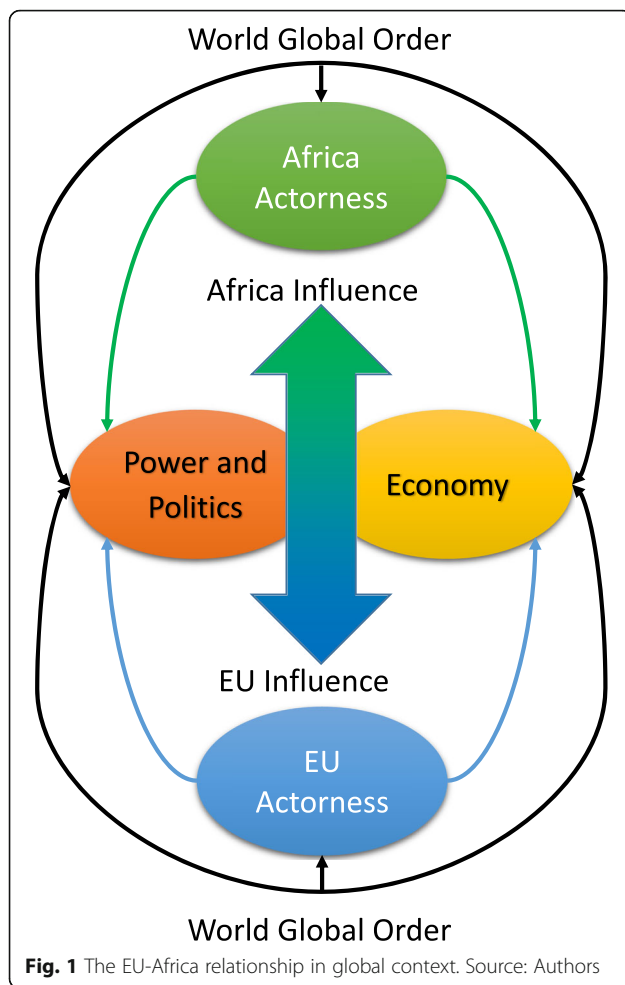 World Global Order
Africa
Actorness
Africa Influence
Power and
Politics
Economy
EU Influence
EU
Actorness
World Global Order
Fig. 1 The EU-Africa relationship in global context. Source: Authors